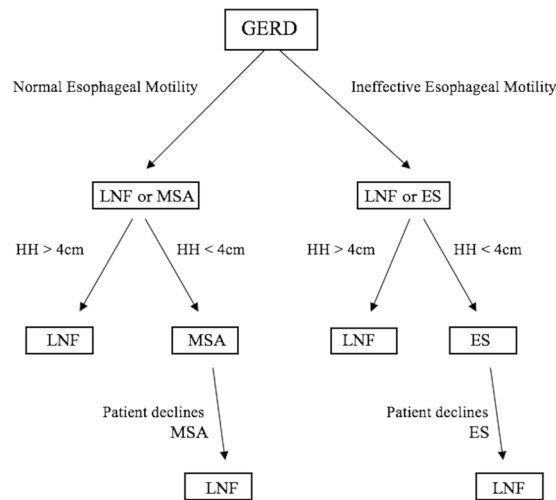 GERD
Normal Esophageal Motility
Ineffective Esophageal Motility
LNF or MSA
LNF or ES
HH > 4cm
HH < 4cm
HH > 4cm
HH < 4cm
LNF
MSA
LNF
ES
Patient declines
MSA
Patient declines
ES
LNF
LNF